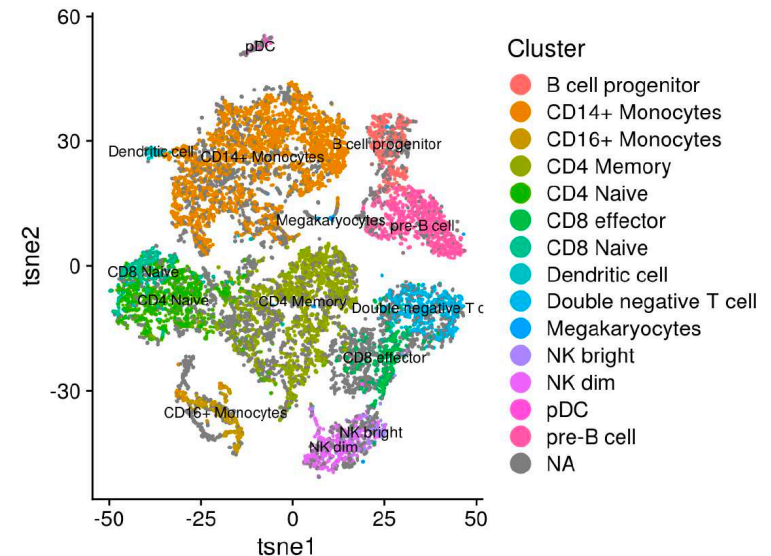 60
30
0
-30
tsne2
-50
-25
0
25
50
tsne1
pDC
Dendritic cell
CD14+ Monocytes
B cell progenitor
Megakaryocytes
pre-B cell
CD8 Naive
CD4 Naive
CD4 Memory
Double negative T c
CD8 effector
CD16+ Monocytes
NK bright
NK dim
Cluster
B cell progenitor
CD14+ Monocytes
CD16+ Monocytes
CD4 Memory
CD4 Naive
CD8 effector
CD8 Naive
Dendritic cell
Double negative T cell
Megakaryocytes
NK bright
NK dim
pDC
pre-B cell
NA